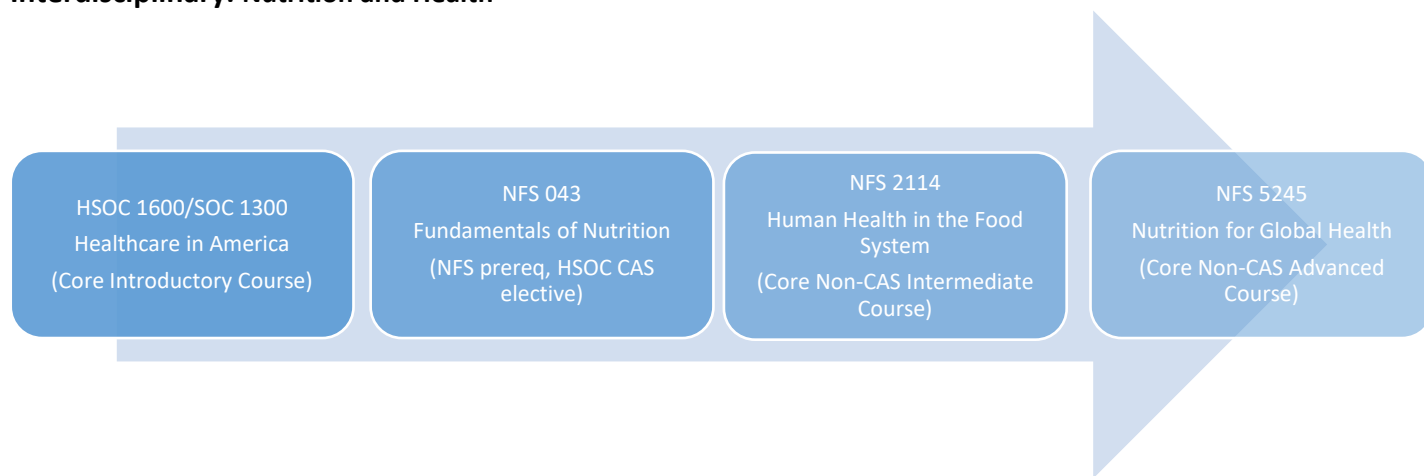 Interdisciplinary: Nutrition and Health
HSOC 1600/SOC 1300
Healthcare in America
(Core Introductory Course)
NFS 043
Fundamentals of Nutrition
(NFS prereq, HSOC CAS
elective)
NFS 2114
Human Health in the Food
System
(Core Non-CAS Intermediate
Course)
NFS 5245
Nutrition for Global Health
(Core Non-CAS Advanced
Course)